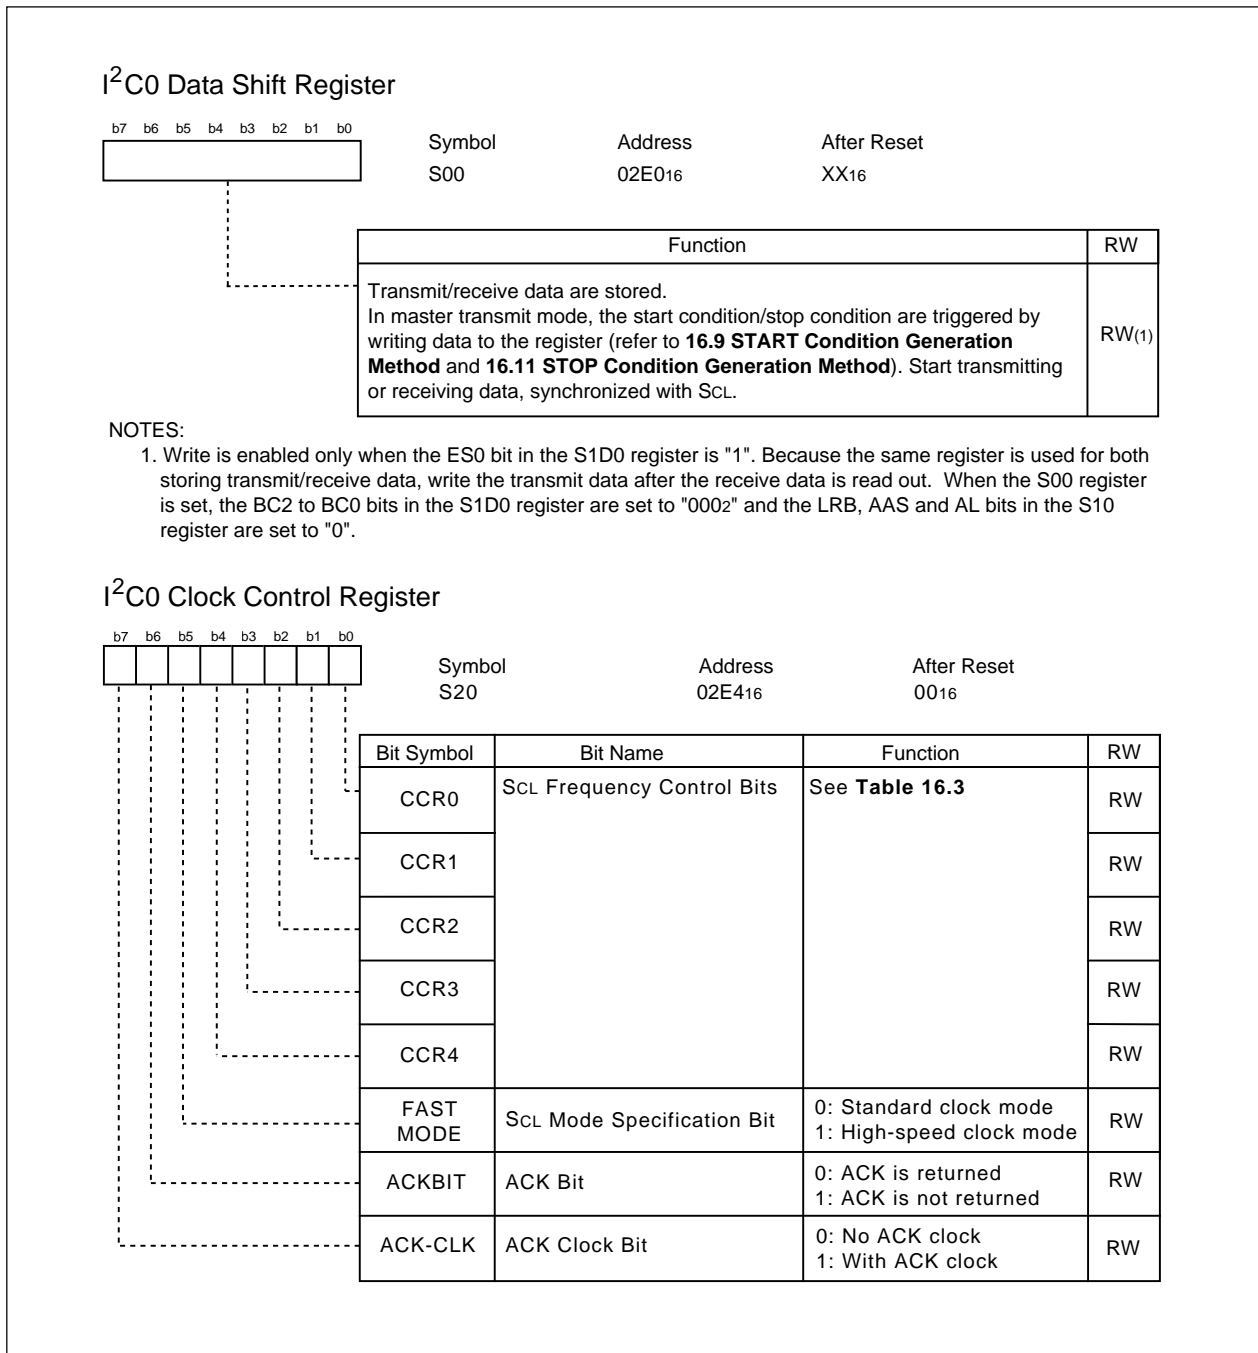 I2C0 Data Shift Register
b7 b6 b5 b4 b3 b2 b1 b0
Symbol Address After Reset
S00 02E016 XX16
Function RW
Transmit/receive data are stored.
In master transmit mode, the start condition/stop condition are triggered by
writing data to the register (refer to 16.9 START Condition Generation
Method and 16.11 STOP Condition Generation Method). Start transmitting
or receiving data, synchronized with SCL.
RW(1)
NOTES:
1. Write is enabled only when the ES0 bit in the S1D0 register is "1". Because the same register is used for both
storing transmit/receive data, write the transmit data after the receive data is read out. When the S00 register
is set, the BC2 to BC0 bits in the S1D0 register are set to "0002" and the LRB, AAS and AL bits in the S10
register are set to "0".
I2C0 Clock Control Register
b7 b6 b5 b4 b3 b2 b1 b0
Symbol Address After Reset
S20 02E416 0016
Bit Symbol Bit Name Function RW
CCR0 SCL Frequency Control Bits See Table 16.3 RW
CCR1 RW
CCR2 RW
CCR3 RW
CCR4 RW
FAST
MODE
SCL Mode Specification Bit
0: Standard clock mode
1: High-speed clock mode
RW
ACKBIT ACK Bit
0: ACK is returned
1: ACK is not returned
RW
ACK-CLK ACK Clock Bit
0: No ACK clock
1: With ACK clock
RW